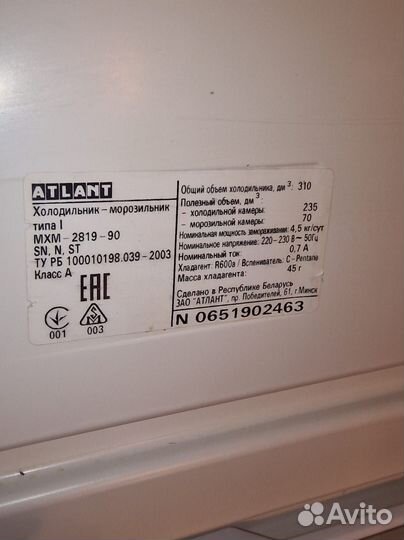 ATLANT
Холодильник – морозильник
типа I
МХМ – 2819 – 90
SN, N, ST
ТУ РБ 100010198.039 – 2003
Класс А
EAC
001
003
Общий объем холодильника, дм³: 310
Полезный объем, дм³:
– холодильной камеры: 235
– морозильной камеры: 70
Номинальная мощность замораживания: 4,5 кг/сут
Номинальное напряжение: 220 – 230 В ~ 50Гц
Номинальный ток: 0,7 А
Хладагент: R600a / Вспениватель: C – Pentane
Масса хладагента: 45 г
Сделано в Республике Беларусь
ЗАО "АТЛАНТ", пр. Победителей, 61, г.Минск
N 0651902463
Avito